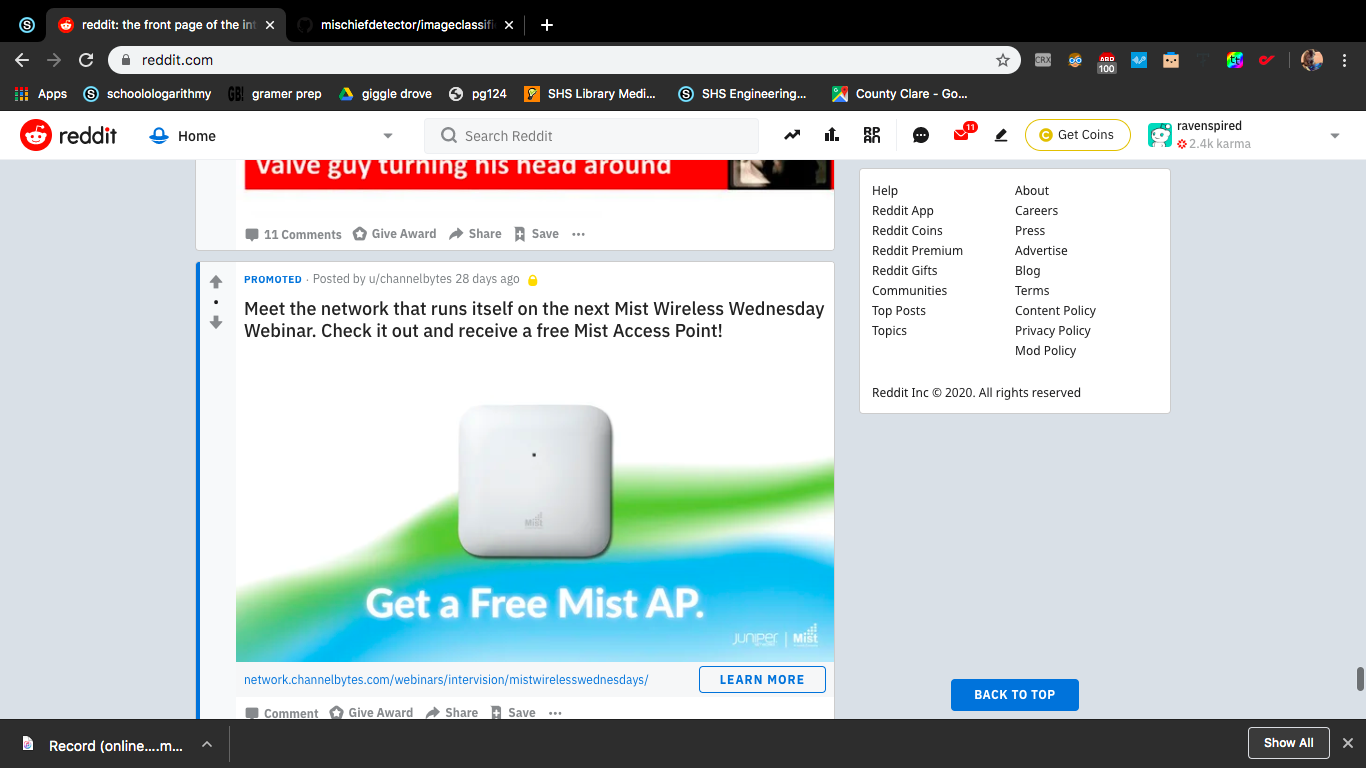 reddit: the front page of the int
mischiefdetector/imageclassifi
reddit.com
CRX
ABD
100
Apps
schoolologarithmy
GB!
gramer prep
giggle drove
pg124
SHS Library Medi...
SHS Engineering...
County Clare - Go...
reddit
Home
Search Reddit
RP
AN
11
Get Coins
ravenspired
2.4k karma
valve guy turning his head around
11 Comments
Give Award
Share
Save
PROMOTED · Posted by u/channelbytes 28 days ago
Meet the network that runs itself on the next Mist Wireless Wednesday
Webinar. Check it out and receive a free Mist Access Point!
Mist
Get a Free Mist AP.
JUNIPEr
Mist
network.channelbytes.com/webinars/intervision/mistwirelesswednesdays/
LEARN MORE
Comment
Give Award
Share
Save
Help
Reddit App
Reddit Coins
Reddit Premium
Reddit Gifts
Communities
Top Posts
Topics
About
Careers
Press
Advertise
Blog
Terms
Content Policy
Privacy Policy
Mod Policy
Reddit Inc © 2020. All rights reserved
BACK TO TOP
Record (online....m...
Show All